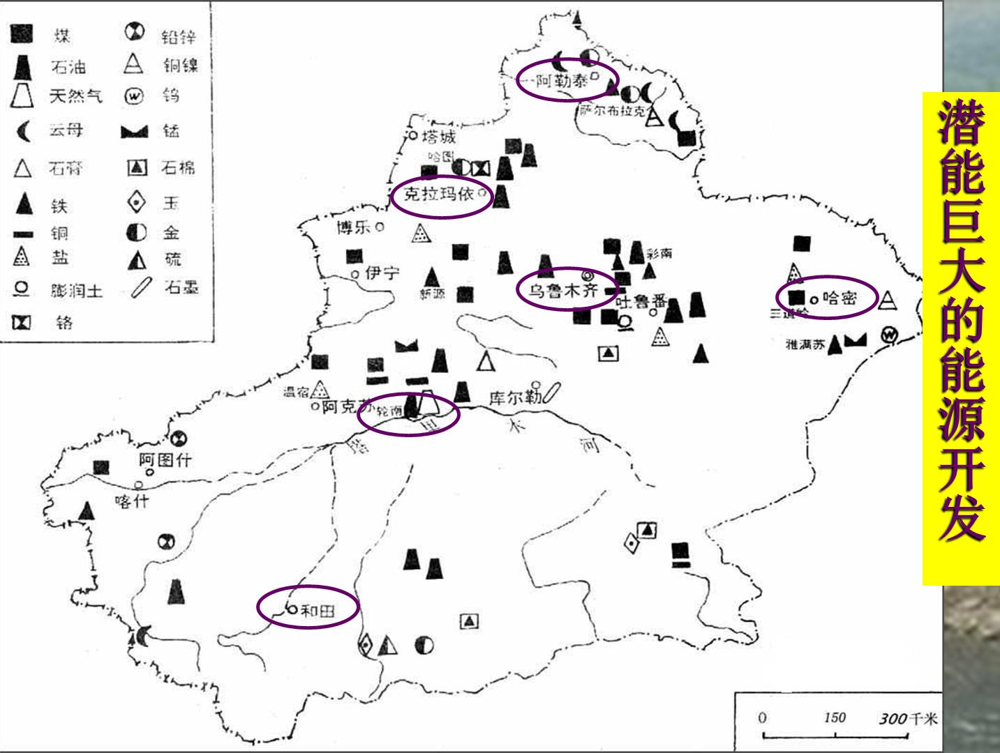 煤
铅锌
石油
铜镍
天然气
W 钨
云母
锰
石膏
石棉
铁
玉
铜
金
盐
硫
膨润土
石墨
铬
阿勒泰
萨尔布拉克
塔城
哈图
克拉玛依
博乐
伊宁
新源
彩南
乌鲁木齐
吐鲁番
哈密
三道岭
雅满苏
W
温宿
阿克苏
轮南
库尔勒
塔里木河
阿图什
喀什
和田
0 150 300千米
潜能巨大的能源开发